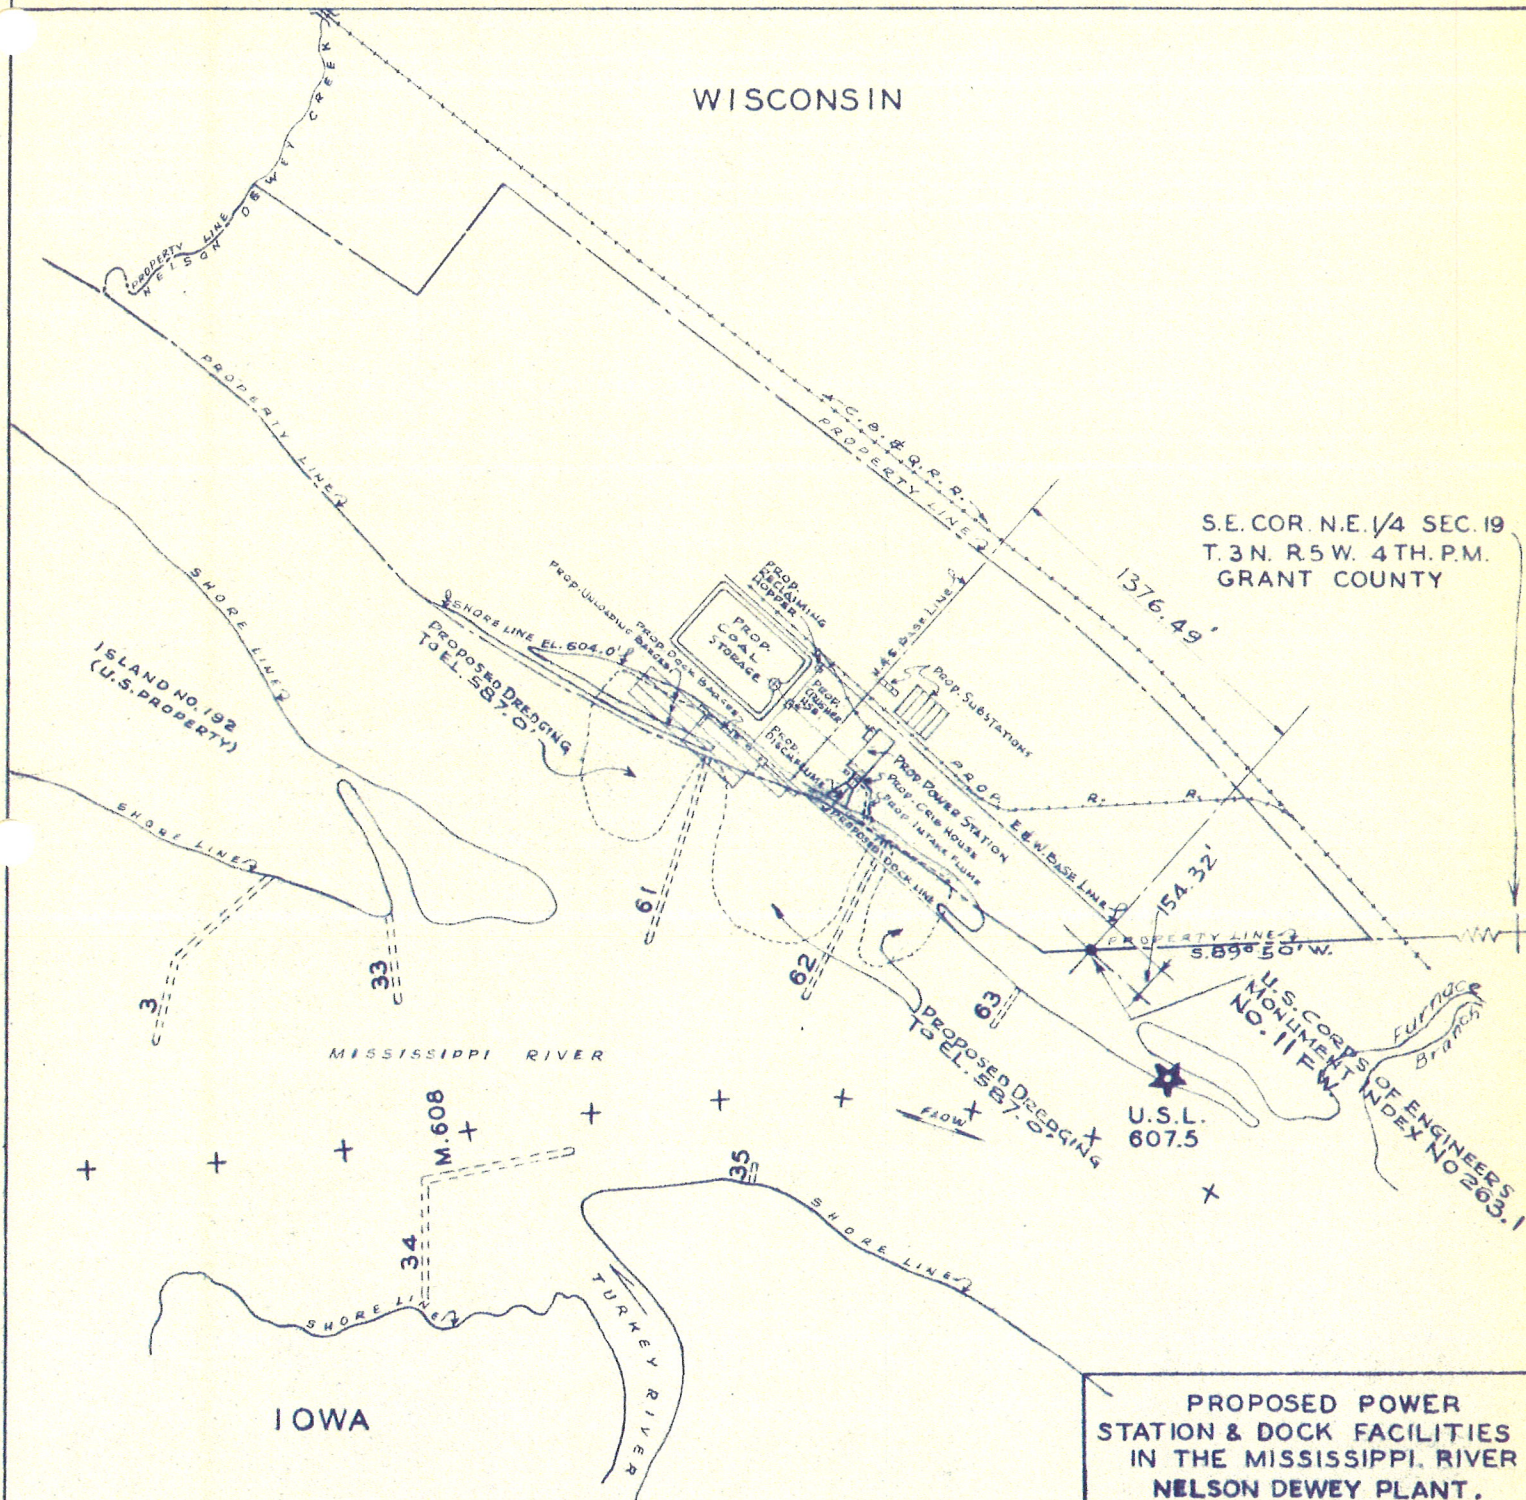 WISCONSIN
PROPERTY LINE
NELSON DEWEY CREEK
PROPERTY LINE
C. B. & Q. R. R.
PROPERTY LINE
S.E. COR. N.E. 1/4 SEC. 19
T. 3 N. R 5 W. 4 TH. P.M.
GRANT COUNTY
1376.49'
SHORE LINE
ISLAND NO. 192
(U.S. PROPERTY)
SHORE LINE EL. 604.0'
PROPOSED DREDGING
TO EL. 587.0'
PROP. UNLOADING
BARGES
PROP. DOCK BARGES
PROP.
RECLAIMING
HOPPER
PROP.
COAL
STORAGE
PROP.
CRUSHER
HSE.
PROP.
DISCH. FLUME
BASE LINE
PROP. SUBSTATIONS
PROP. R. R.
PROP. POWER STATION
PROP. CRIB HOUSE
PROP. INTAKE FLUME
E & W. BASE LINE
PROPOSED DOCK LINE
154.32'
PROPERTY LINE
S. 89° 50' W.
SHORE LINE
3
33
61
62
63
MISSISSIPPI RIVER
PROPOSED DREDGING
TO EL. 587.0'
U.S. CORPS OF ENGINEERS
MONUMENT INDEX NO 263.1
NO. 11 FW
Furnace
Branch
FLOW
U.S.L.
607.5
M. 608
34
35
SHORE LINE
SHORE LINE
TURKEY RIVER
IOWA
PROPOSED POWER
STATION & DOCK FACILITIES
IN THE MISSISSIPPI. RIVER
NELSON DEWEY PLANT.